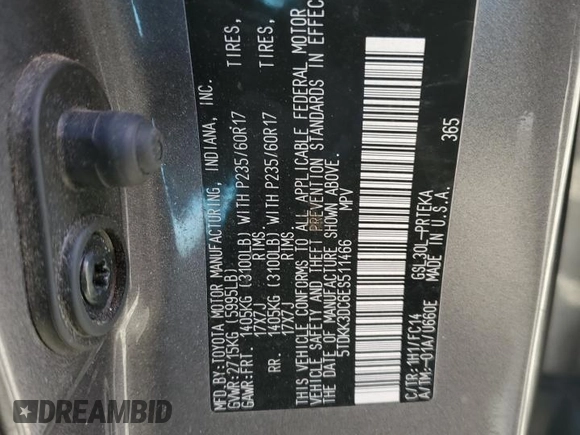 MFD.BY:TOYOTA MOTOR MANUFACTURING, INDIANA, INC.
GVWR:2715KG (5995LB)
GAWR:FRT. 1405KG (3100LB) WITH P235/60R17 TIRES,
17X7J RIMS.
RR. 1405KG (3100LB) WITH P235/60R17 TIRES,
17X7J RIMS.
THIS VEHICLE CONFORMS TO ALL APPLICABLE FEDERAL MOTOR
VEHICLE SAFETY AND THEFT PREVENTION STANDARDS IN EFFEC
DATE OF MANUFACTURE SHOWN ABOVE.
5TDKK3DC6ES511466 MPV
C/TR:1H1/FC14 GSL30L-PRTEKA 365
A/TM:-01A/U660E MADE IN U.S.A.
DREAMBID